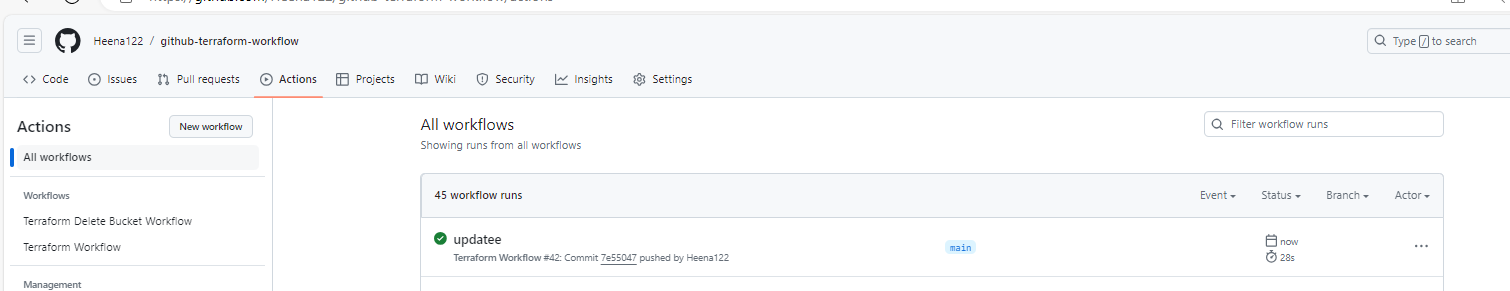 Heena122 / github-terraform-workflow
Type / to search
Code Issues Pull requests Actions Projects Wiki Security Insights Settings
Actions
New workflow
All workflows
Workflows
Terraform Delete Bucket Workflow
Terraform Workflow
Management
All workflows
Showing runs from all workflows
Filter workflow runs
45 workflow runs
Event Status Branch Actor
updatee
Terraform Workflow #42: Commit 7e55047 pushed by Heena122
main
now
28s